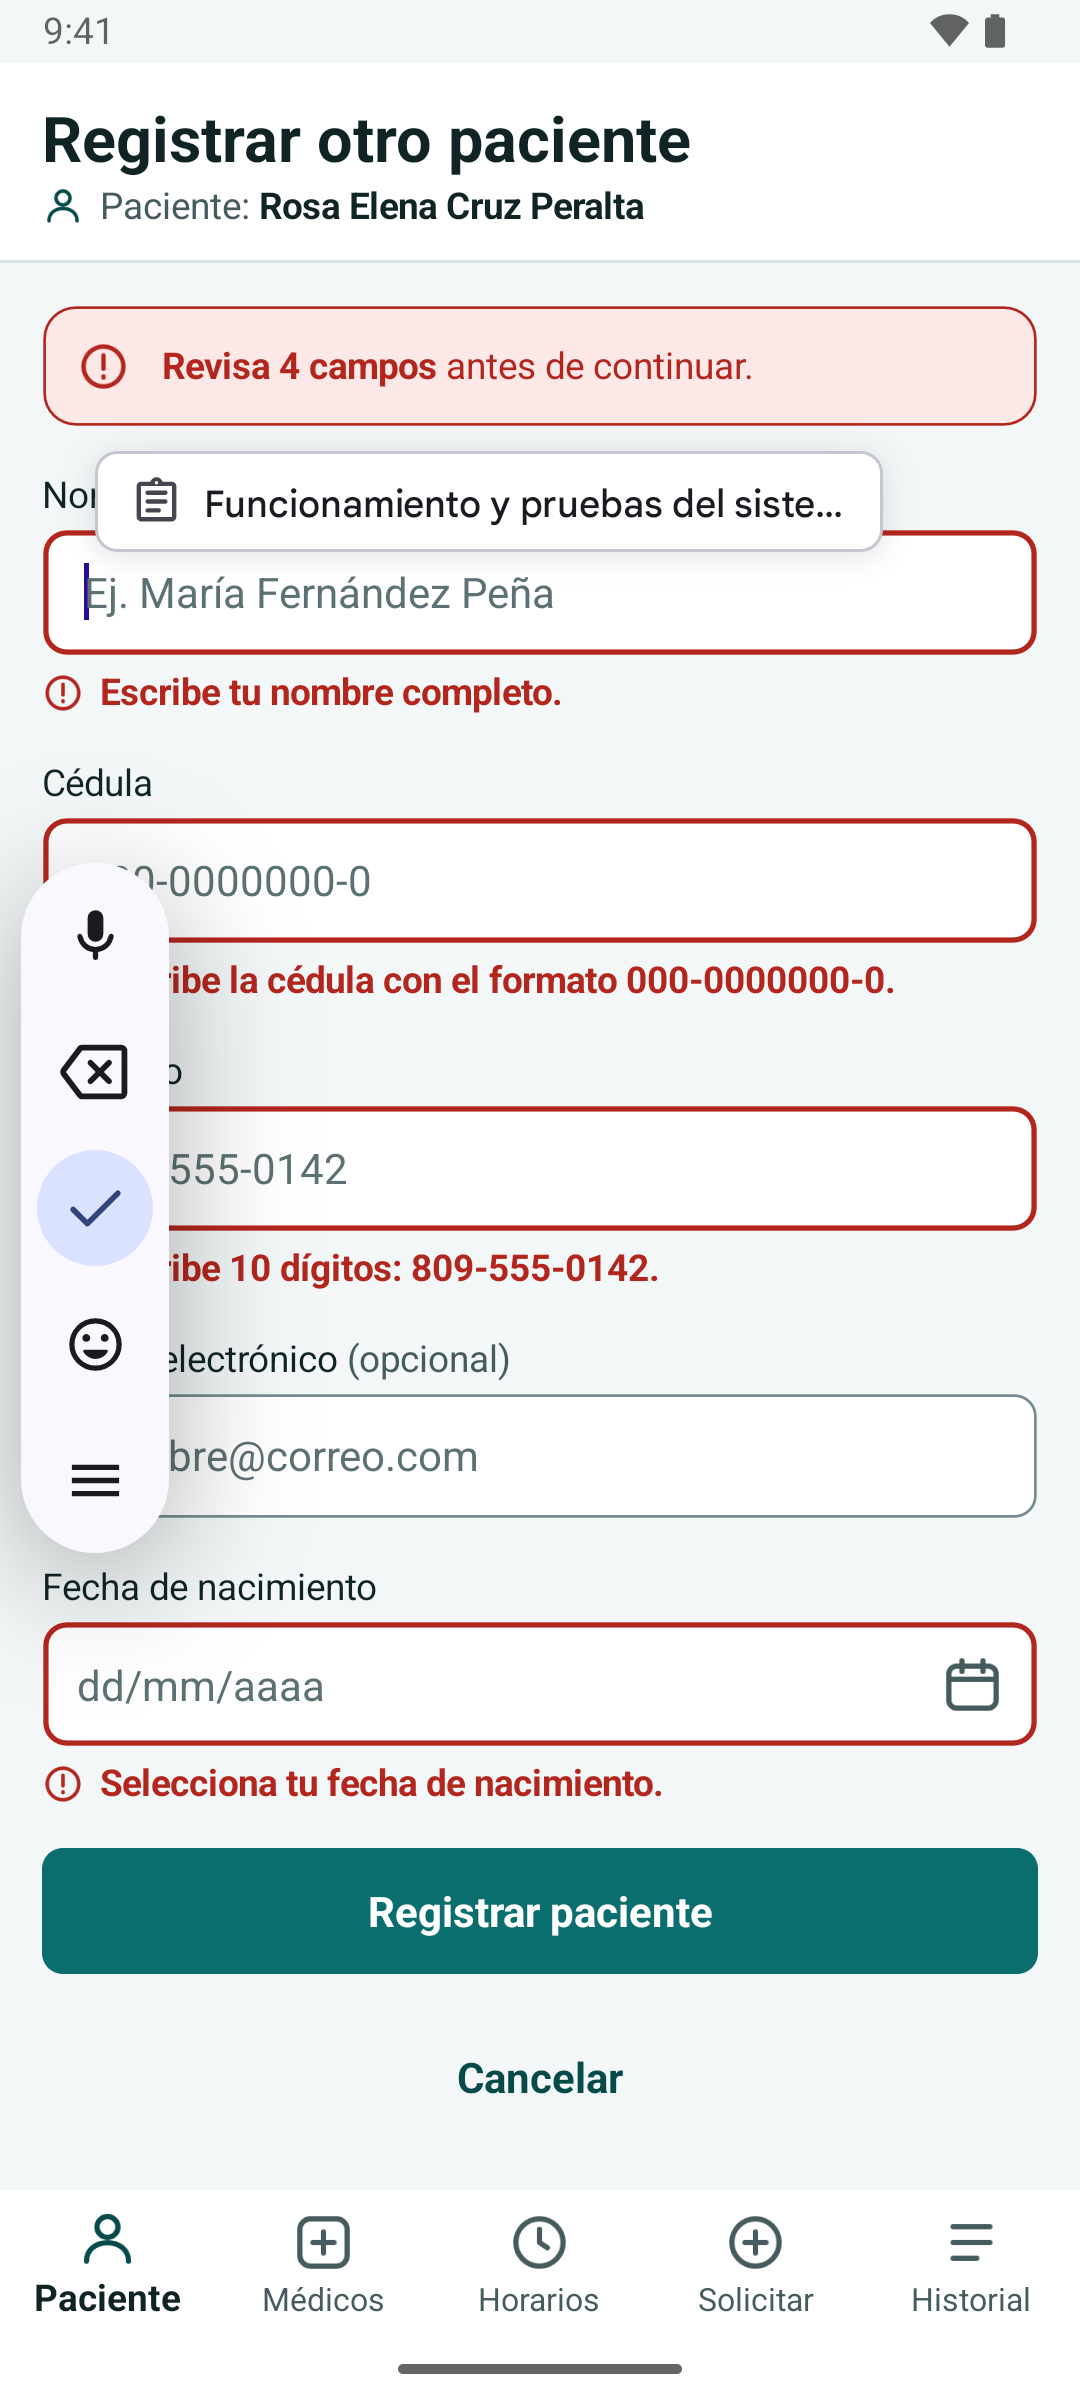 9:41
Registrar otro paciente
Paciente: Rosa Elena Cruz Peralta
Revisa 4 campos antes de continuar.
Funcionamiento y pruebas del siste...
Ej. María Fernández Peña
Escribe tu nombre completo.
Cédula
0-0000000-0
la cédula con el formato 000-0000000-0.
555-0142
10 dígitos: 809-555-0142.
electrónico (opcional)
bre@correo.com
Fecha de nacimiento
dd/mm/aaaa
Selecciona tu fecha de nacimiento.
Registrar paciente
Cancelar
Paciente
Médicos
Horarios
Solicitar
Historial